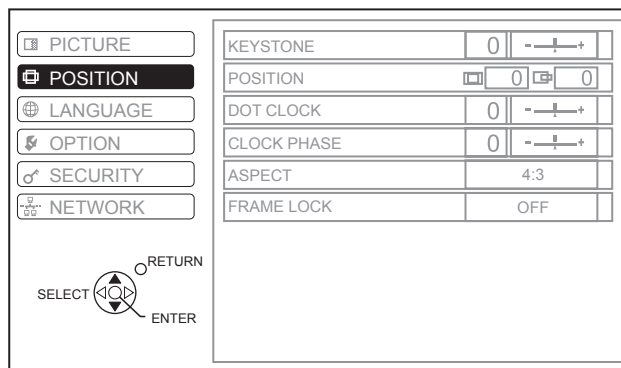 PICTURE
POSITION
LANGUAGE
OPTION
SECURITY
NETWORK
RETURN
SELECT
ENTER
KEYSTONE 0 - +
POSITION 0 0
DOT CLOCK 0 - +
CLOCK PHASE 0 - +
ASPECT 4:3
FRAME LOCK OFF